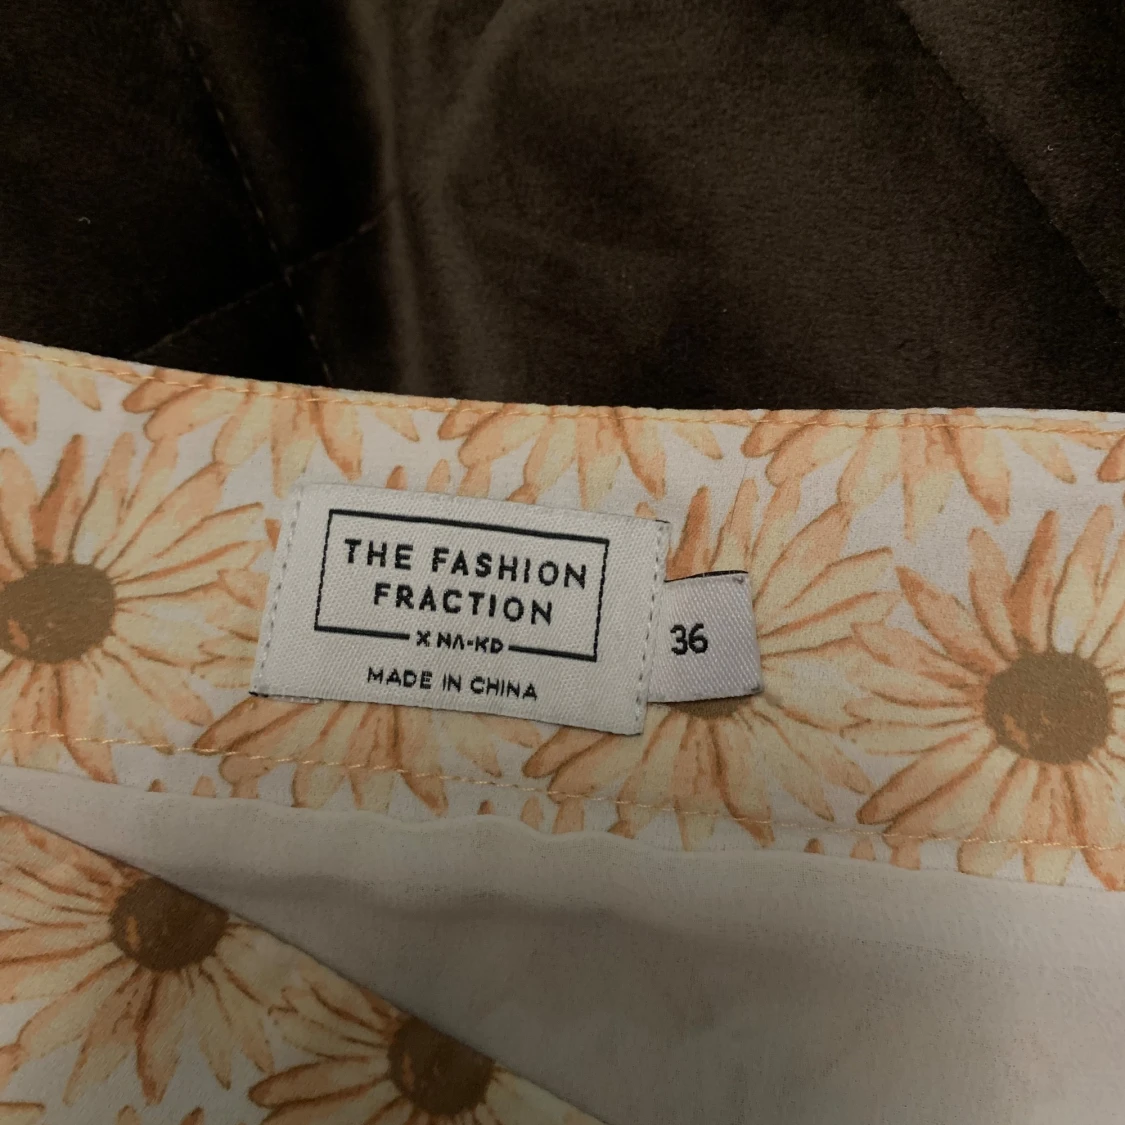 THE FASHION
FRACTION
X NA-KD
MADE IN CHINA
36